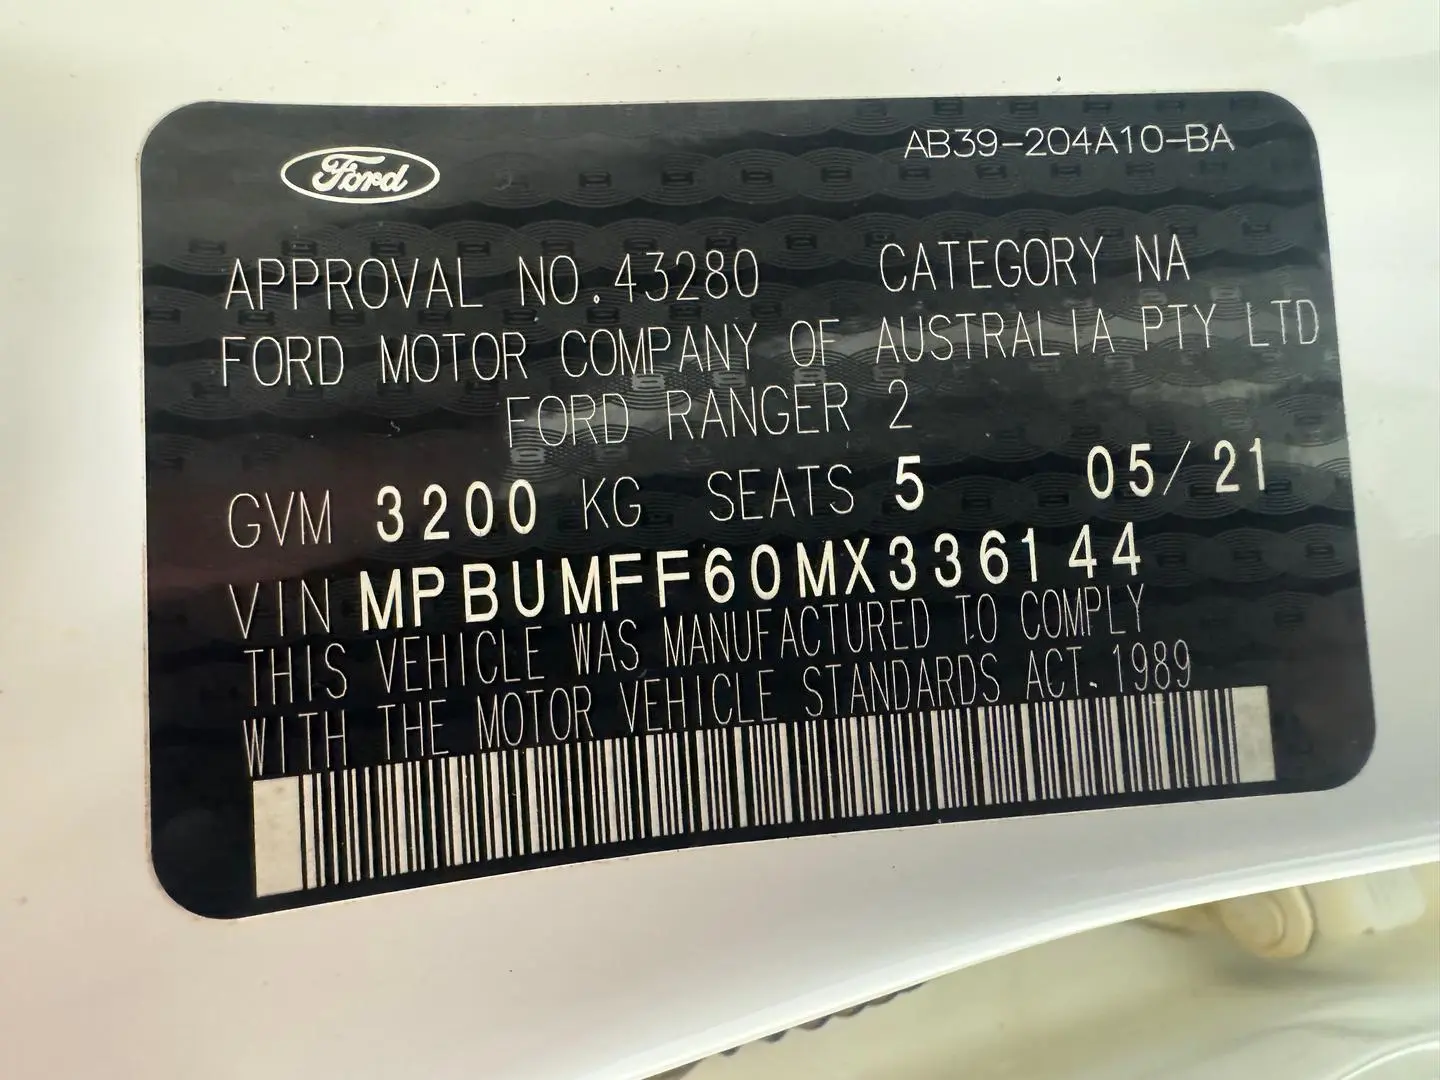 Ford
AB39-204A10-BA
APPROVAL NO.43280 CATEGORY NA
FORD MOTOR COMPANY OF AUSTRALIA PTY LTD
FORD RANGER 2
GVM 3200 KG SEATS 5 05/21
VIN MPBUMFF60MX336144
THIS VEHICLE WAS MANUFACTURED TO COMPLY
WITH THE MOTOR VEHICLE STANDARDS ACT. 1989